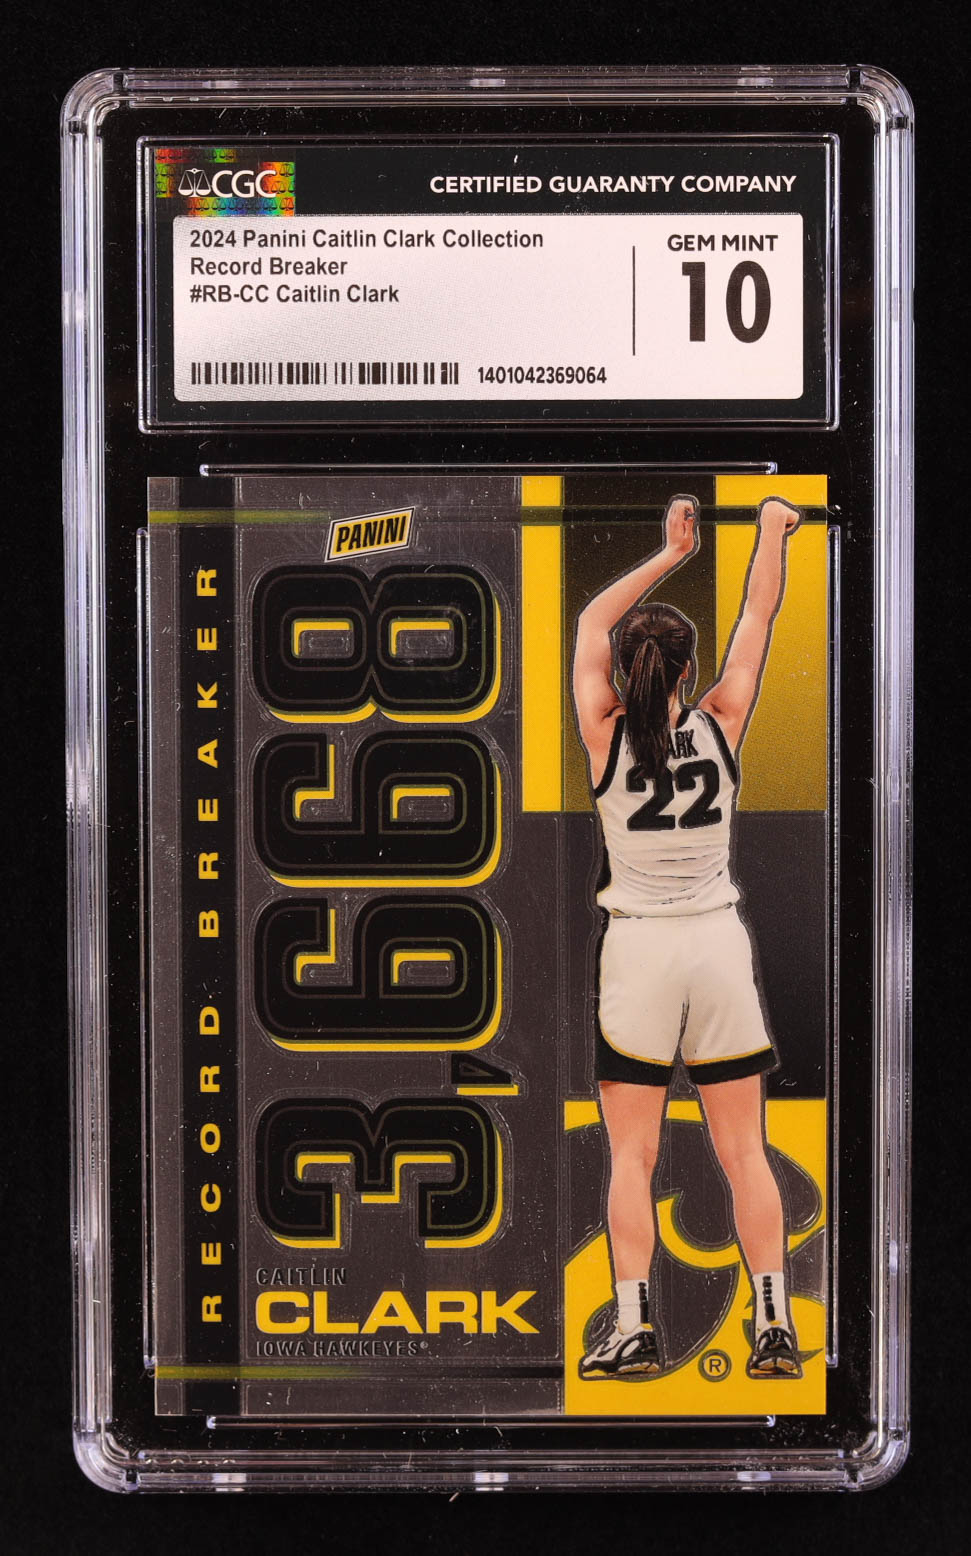 CGC
CERTIFIED GUARANTY COMPANY
2024 Panini Caitlin Clark Collection
Record Breaker
#RB-CC Caitlin Clark
GEM MINT
10
1401042369064
PANINI
RECORD BREAKER
3,668
22
CAITLIN
CLARK
IOWA HAWKEYES®
®